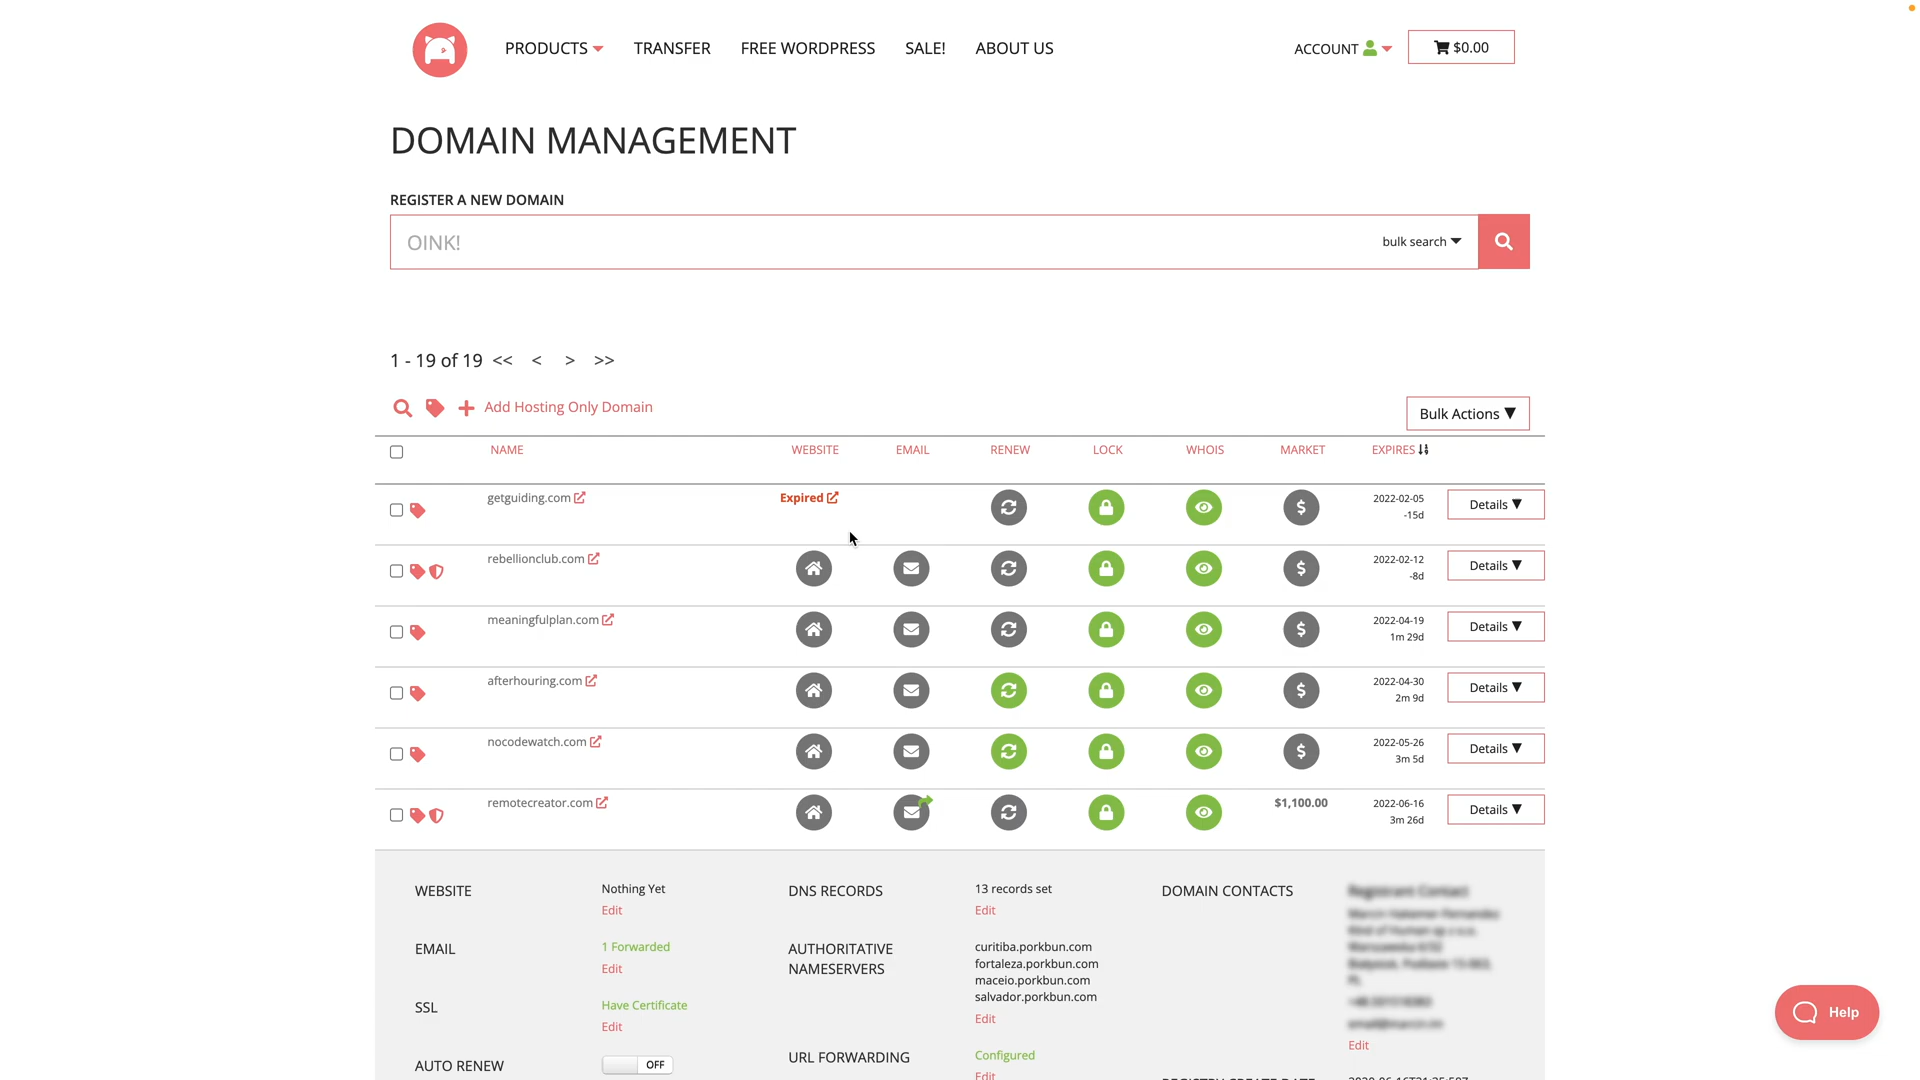 PRODUCTS TRANSFER FREE WORDPRESS SALE! ABOUT US ACCOUNT $0.00
DOMAIN MANAGEMENT
REGISTER A NEW DOMAIN
OINK! bulk search
1 - 19 of 19 << < > >>
Add Hosting Only Domain Bulk Actions ▼
NAME WEBSITE EMAIL RENEW LOCK WHOIS MARKET EXPIRES
getguiding.com Expired $ 2022-02-05 Details ▼
-15d
rebellionclub.com $ 2022-02-12 Details ▼
-8d
meaningfulplan.com $ 2022-04-19 Details ▼
1m 29d
afterhouring.com $ 2022-04-30 Details ▼
2m 9d
nocodewatch.com $ 2022-05-26 Details ▼
3m 5d
remotecreator.com $1,100.00 2022-06-16 Details ▼
3m 26d
WEBSITE Nothing Yet
Edit
EMAIL 1 Forwarded
Edit
SSL Have Certificate
Edit
AUTO RENEW OFF
DNS RECORDS 13 records set
Edit
AUTHORITATIVE
NAMESERVERS
curitiba.porkbun.com
fortaleza.porkbun.com
maceio.porkbun.com
salvador.porkbun.com
Edit
URL FORWARDING Configured
Edit
DOMAIN CONTACTS
Edit
Help